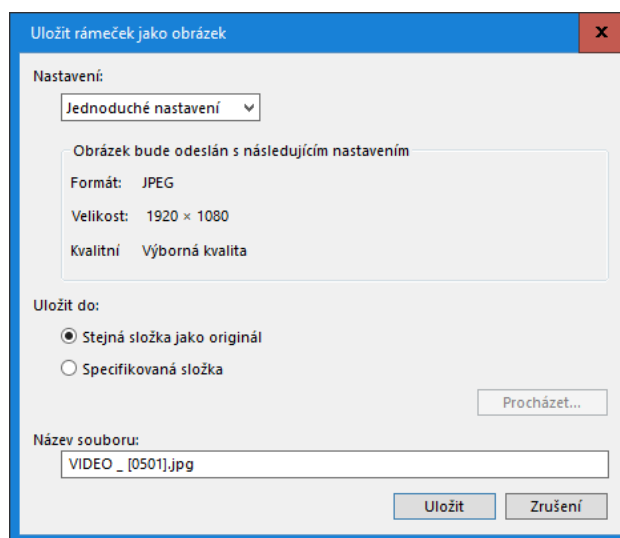 Uložit rámeček jako obrázek
Nastavení:
Jednoduché nastavení
Obrázek bude odeslán s následujícím nastavením
Formát: JPEG
Velikost: 1920 × 1080
Kvalitní Výborná kvalita
Uložit do:
Stejná složka jako originál
Specifikovaná složka
Procházet...
Název souboru:
VIDEO _ [0501].jpg
Uložit Zrušení